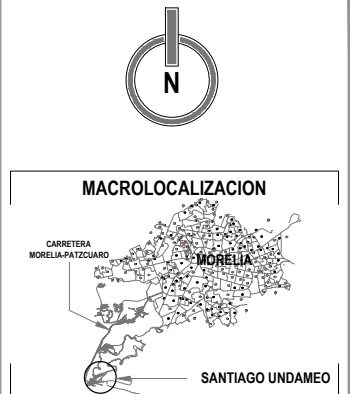 N
MACROLOCALIZACION
CARRETERA
MORELIA-PATZCUARO
MORELIA
SANTIAGO UNDAMEO